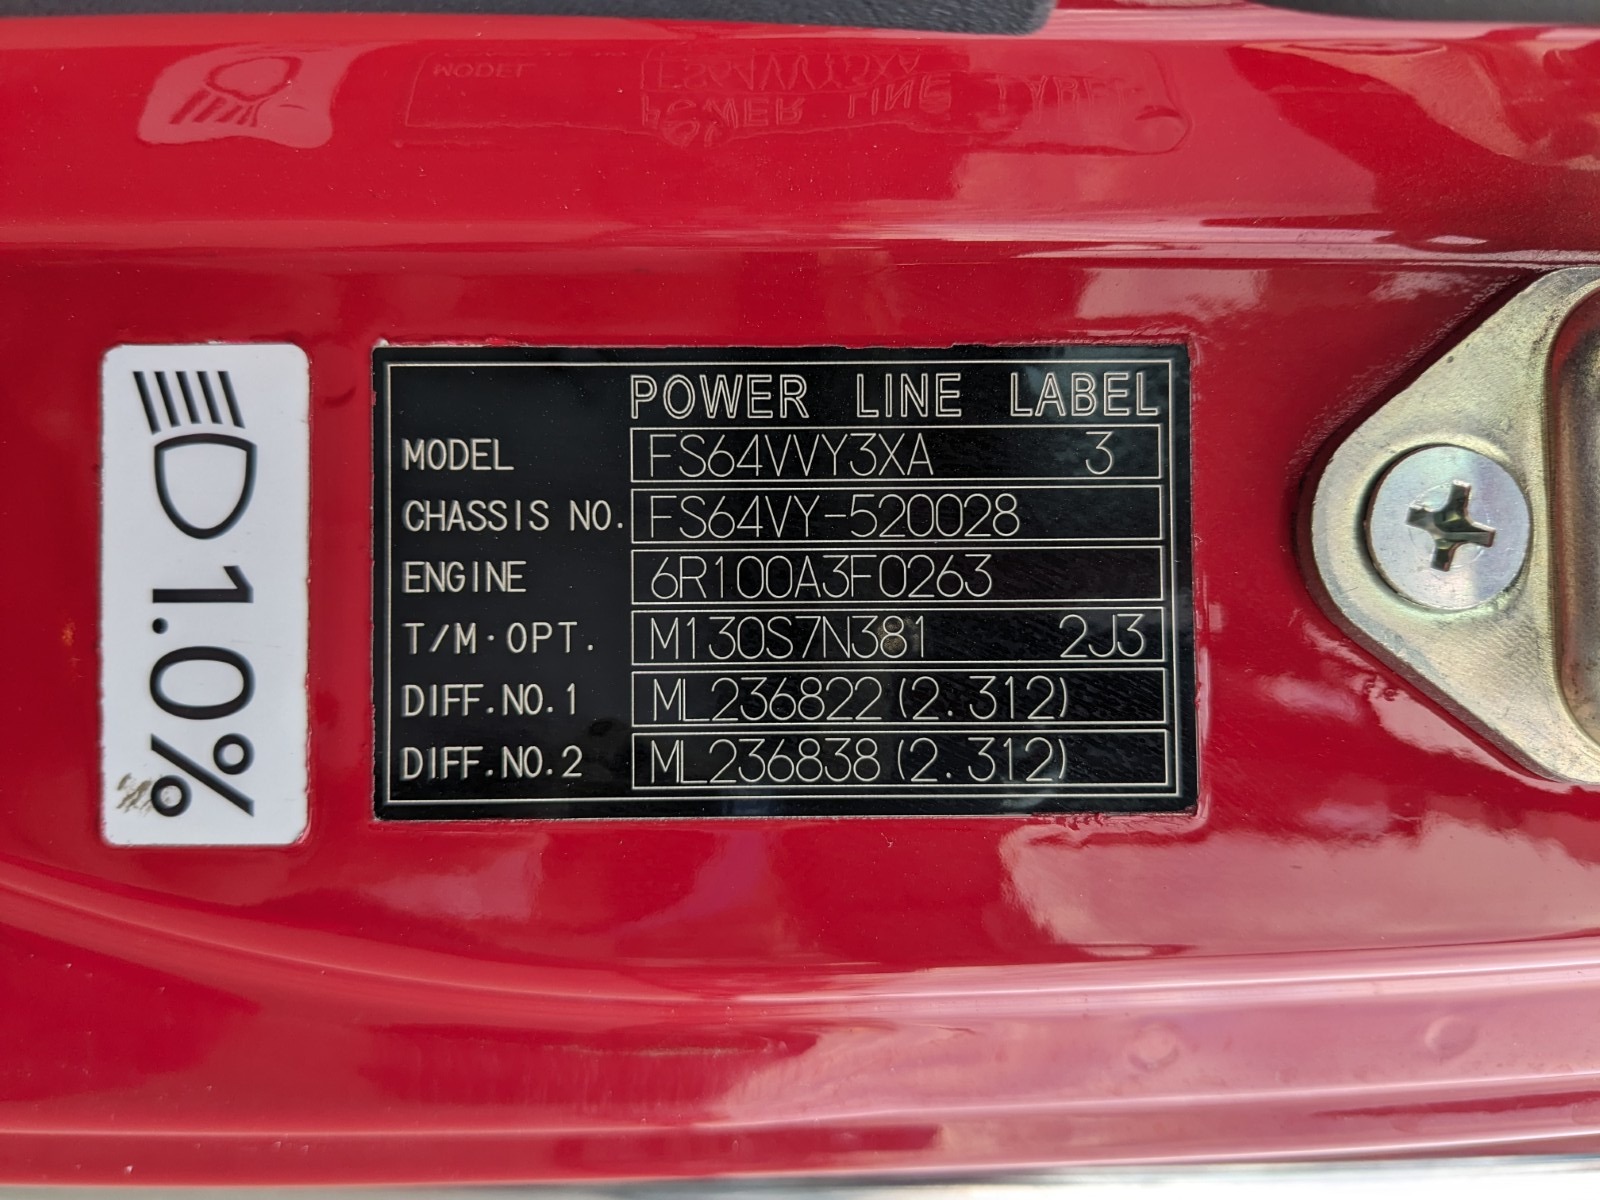 POWER LINE LABEL
MODEL FS64VVY3XA 3
CHASSIS NO. FS64VY-520028
ENGINE 6R100A3F0263
T/M·OPT. M130S7N381 2J3
DIFF.NO.1 ML236822(2.312)
DIFF.NO.2 ML236838(2.312)
1.0%